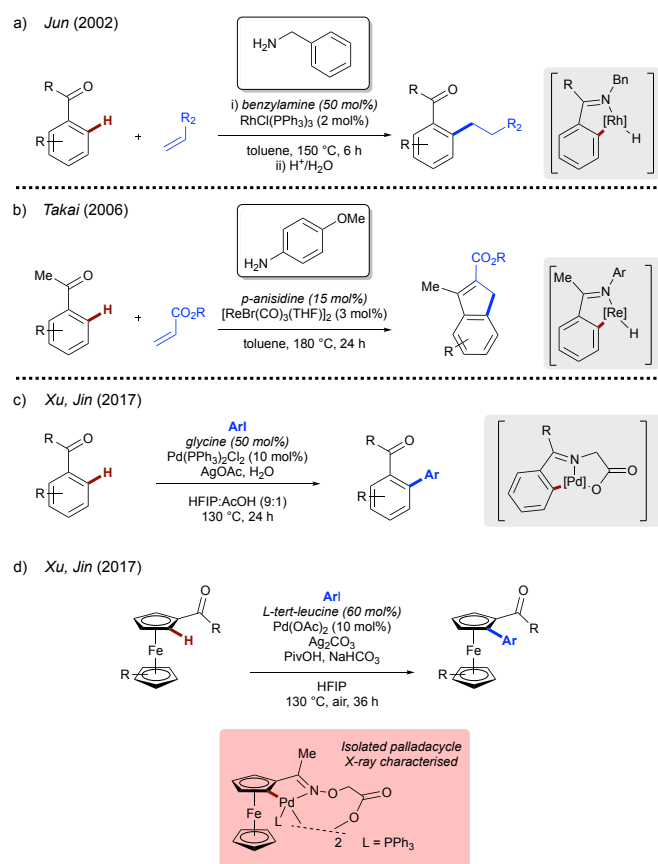 a) Jun (2002)
H2N
i) benzylamine (50 mol%)
RhCl(PPh3)3 (2 mol%)
toluene, 150 °C, 6 h
ii) H+/H2O
R O
H
R
+
R2
R O
R2
R
R Bn
N
[Rh]
H
b) Takai (2006)
OMe
H2N
p-anisidine (15 mol%)
[ReBr(CO)3(THF)]2 (3 mol%)
toluene, 180 °C, 24 h
Me O
H
R
+
CO2R
CO2R
Me
R
Me Ar
N
[Re]
H
c) Xu, Jin (2017)
ArI
glycine (50 mol%)
Pd(PPh3)2Cl2 (10 mol%)
AgOAc, H2O
HFIP:AcOH (9:1)
130 °C, 24 h
R O
H
R
R O
Ar
R
R
N
O
[Pd] O
d) Xu, Jin (2017)
ArI
L-tert-leucine (60 mol%)
Pd(OAc)2 (10 mol%)
Ag2CO3
PivOH, NaHCO3
HFIP
130 °C, air, 36 h
O
R
H
Fe
R
O
R
Ar
Fe
R
Isolated palladacycle
X-ray characterised
Me
N O O
Pd
O
L
Fe
2 L = PPh3